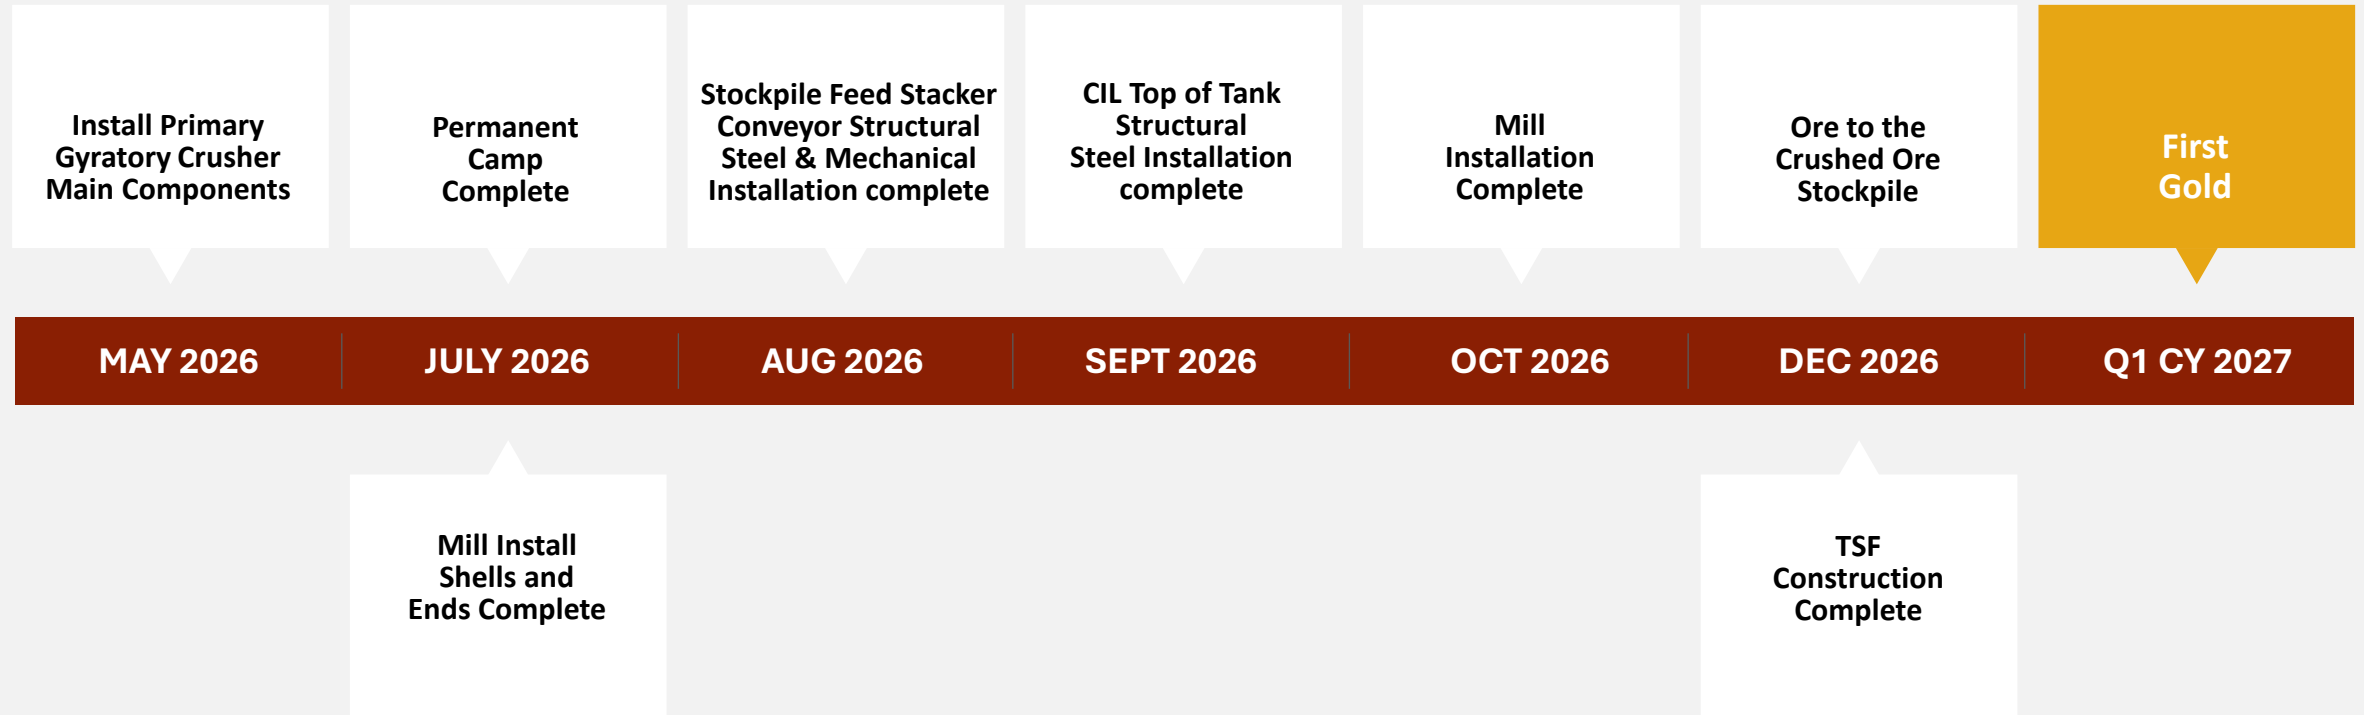 Install Primary
Gyratory Crusher
Main Components
Permanent
Camp
Complete
Stockpile Feed Stacker
Conveyor Structural
Steel & Mechanical
Installation complete
CIL Top of Tank
Structural
Steel Installation
complete
Mill
Installation
Complete
Ore to the
Crushed Ore
Stockpile
First
Gold
MAY 2026
JULY 2026
AUG 2026
SEPT 2026
OCT 2026
DEC 2026
Q1 CY 2027
Mill Install
Shells and
Ends Complete
TSF
Construction
Complete